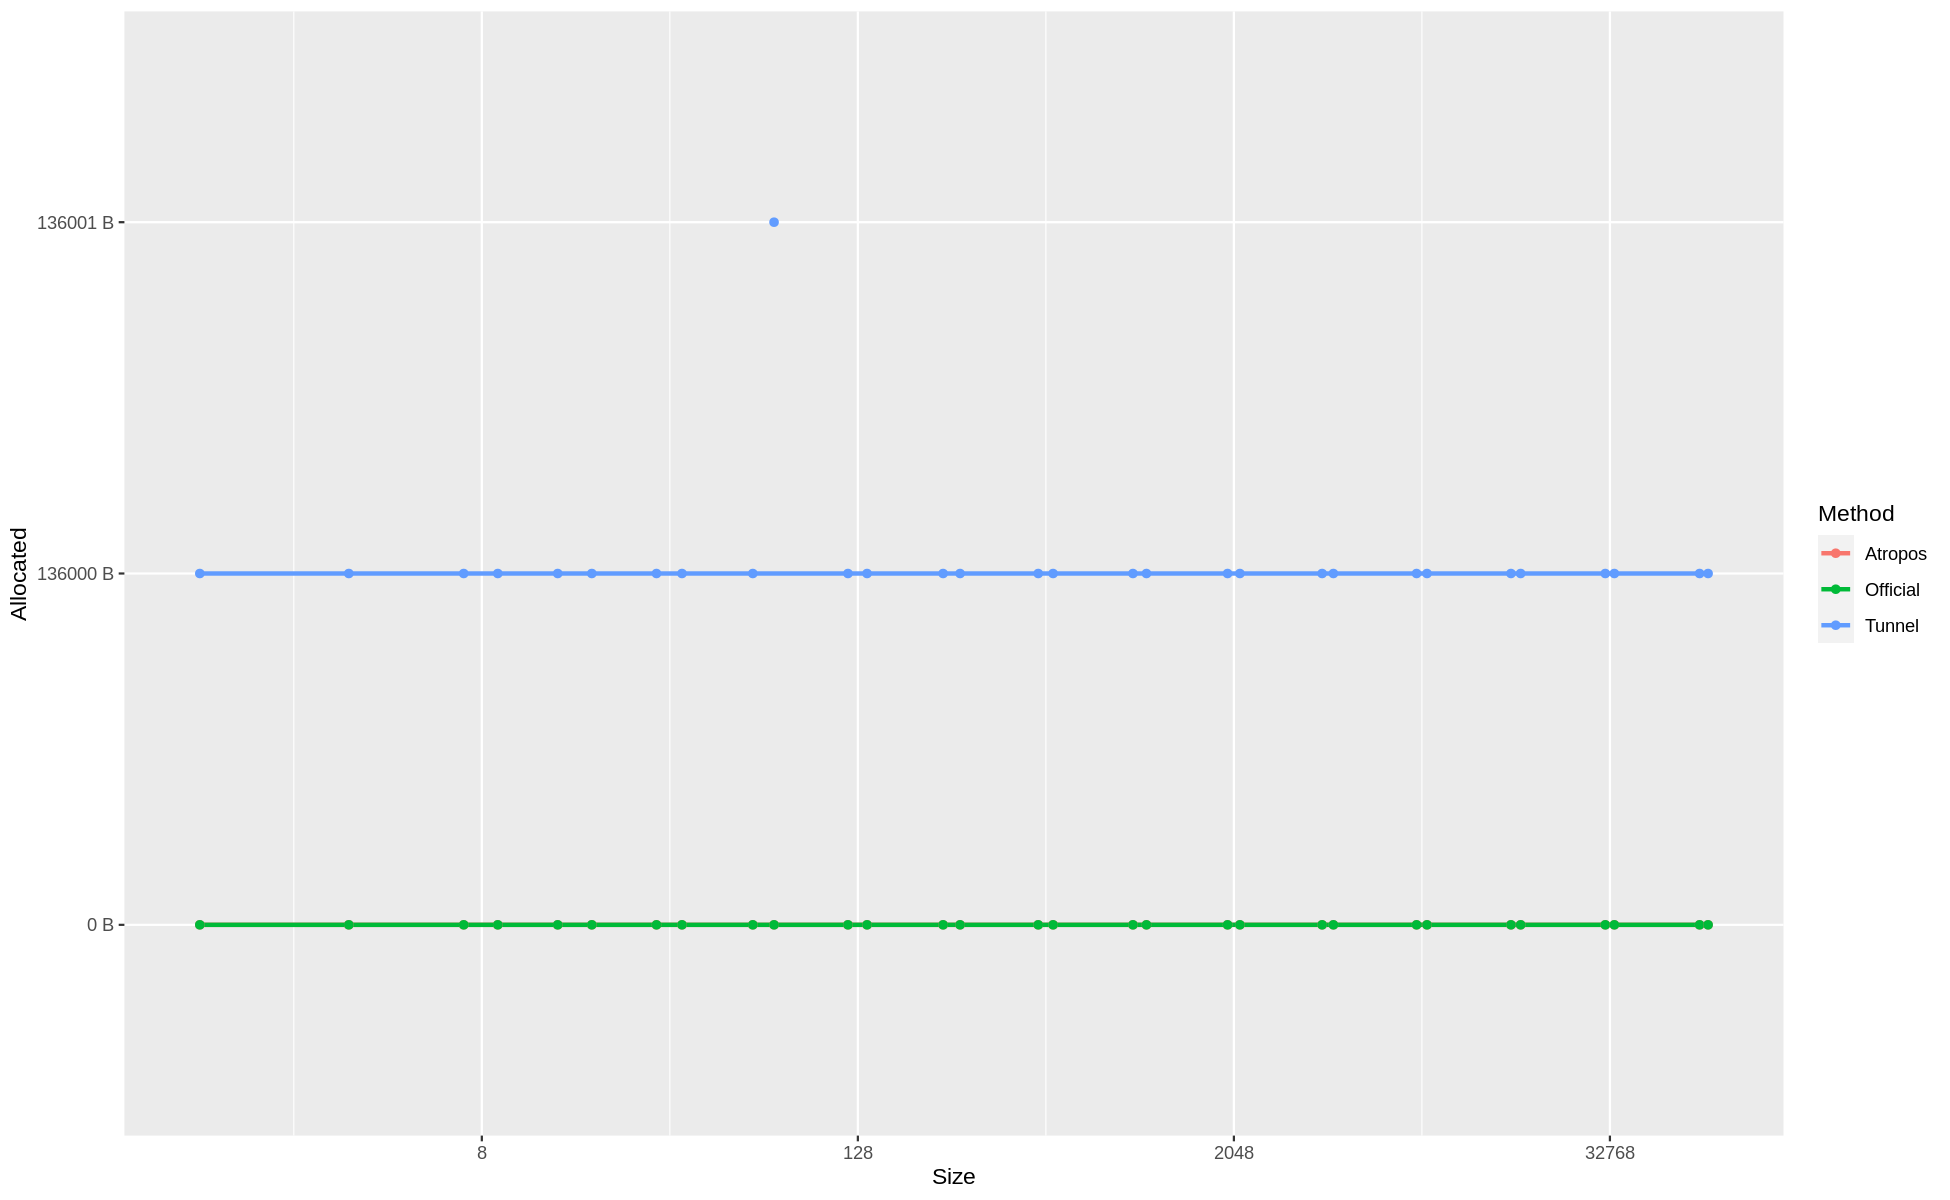 136001 B
136000 B
0 B
Allocated
8
128
2048
32768
Size
Method
Atropos
Official
Tunnel